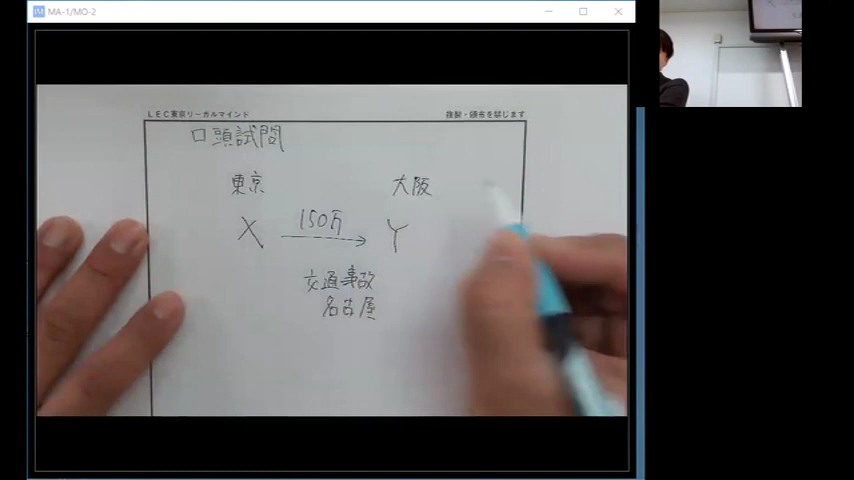 MA-1/MO-2
LEC東京リーガルマインド 複製・頒布を禁じます
口頭試問
東京 大阪
X 150万 Y
交通事故
名古屋